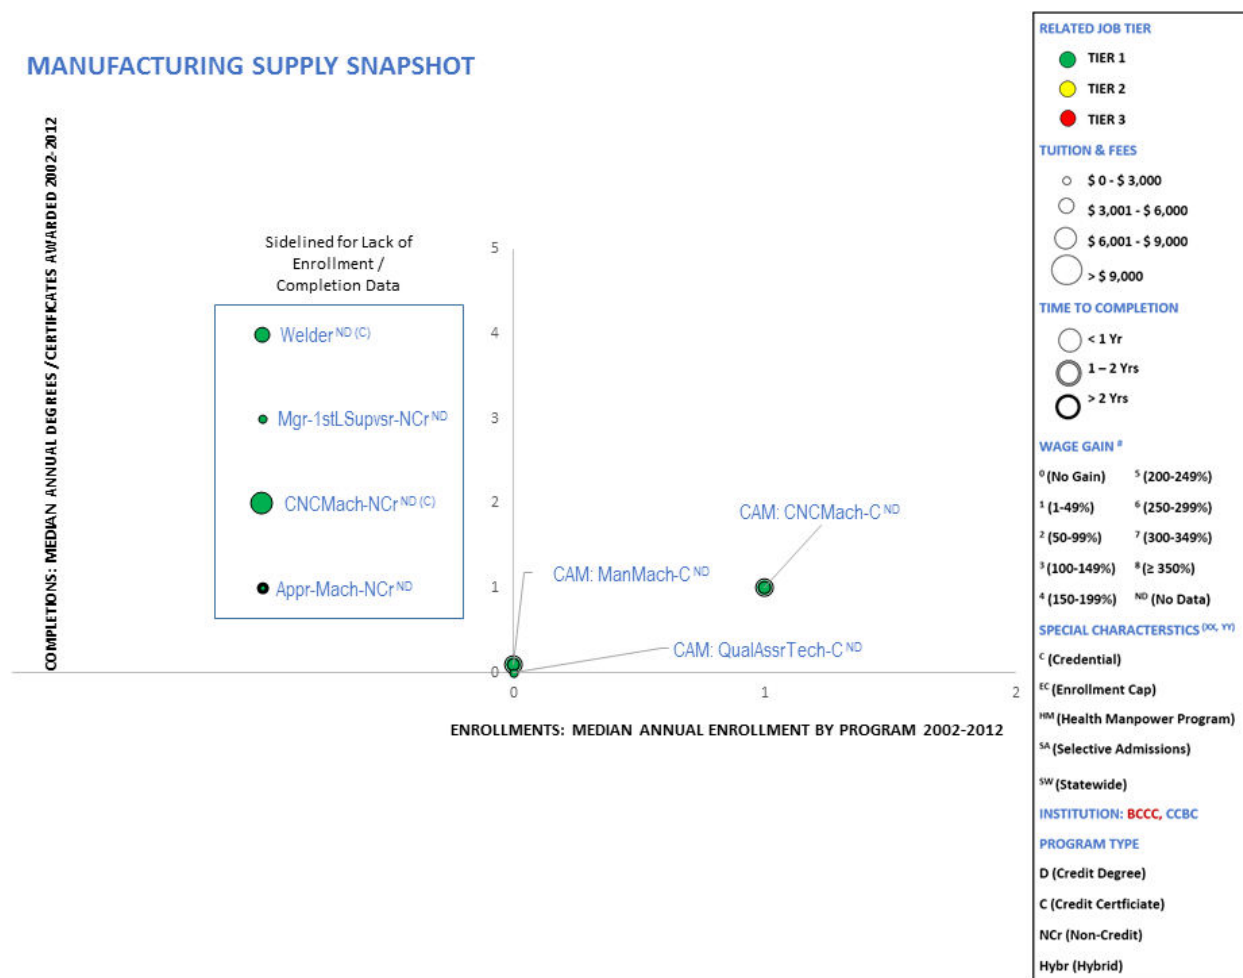 MANUFACTURING SUPPLY SNAPSHOT
COMPLETIONS: MEDIAN ANNUAL DEGREES /CERTIFICATES AWARDED 2002-2012
Sidelined for Lack of
Enrollment /
Completion Data
Welder ND (C)
Mgr-1stLSupvsr-NCr ND
CNCMach-NCr ND (C)
Appr-Mach-NCr ND
5
4
3
2
1
0
CAM: CNCMach-C ND
CAM: ManMach-C ND
CAM: QualAssrTech-C ND
0
1
2
ENROLLMENTS: MEDIAN ANNUAL ENROLLMENT BY PROGRAM 2002-2012
RELATED JOB TIER
TIER 1
TIER 2
TIER 3
TUITION & FEES
$ 0 - $ 3,000
$ 3,001 - $ 6,000
$ 6,001 - $ 9,000
> $ 9,000
TIME TO COMPLETION
< 1 Yr
1 – 2 Yrs
> 2 Yrs
WAGE GAIN #
0 (No Gain) 5 (200-249%)
1 (1-49%) 6 (250-299%)
2 (50-99%) 7 (300-349%)
3 (100-149%) 8 (≥ 350%)
4 (150-199%) ND (No Data)
SPECIAL CHARACTERSTICS (XX, YY)
C (Credential)
EC (Enrollment Cap)
HM (Health Manpower Program)
SA (Selective Admissions)
SW (Statewide)
INSTITUTION: BCCC, CCBC
PROGRAM TYPE
D (Credit Degree)
C (Credit Certficiate)
NCr (Non-Credit)
Hybr (Hybrid)